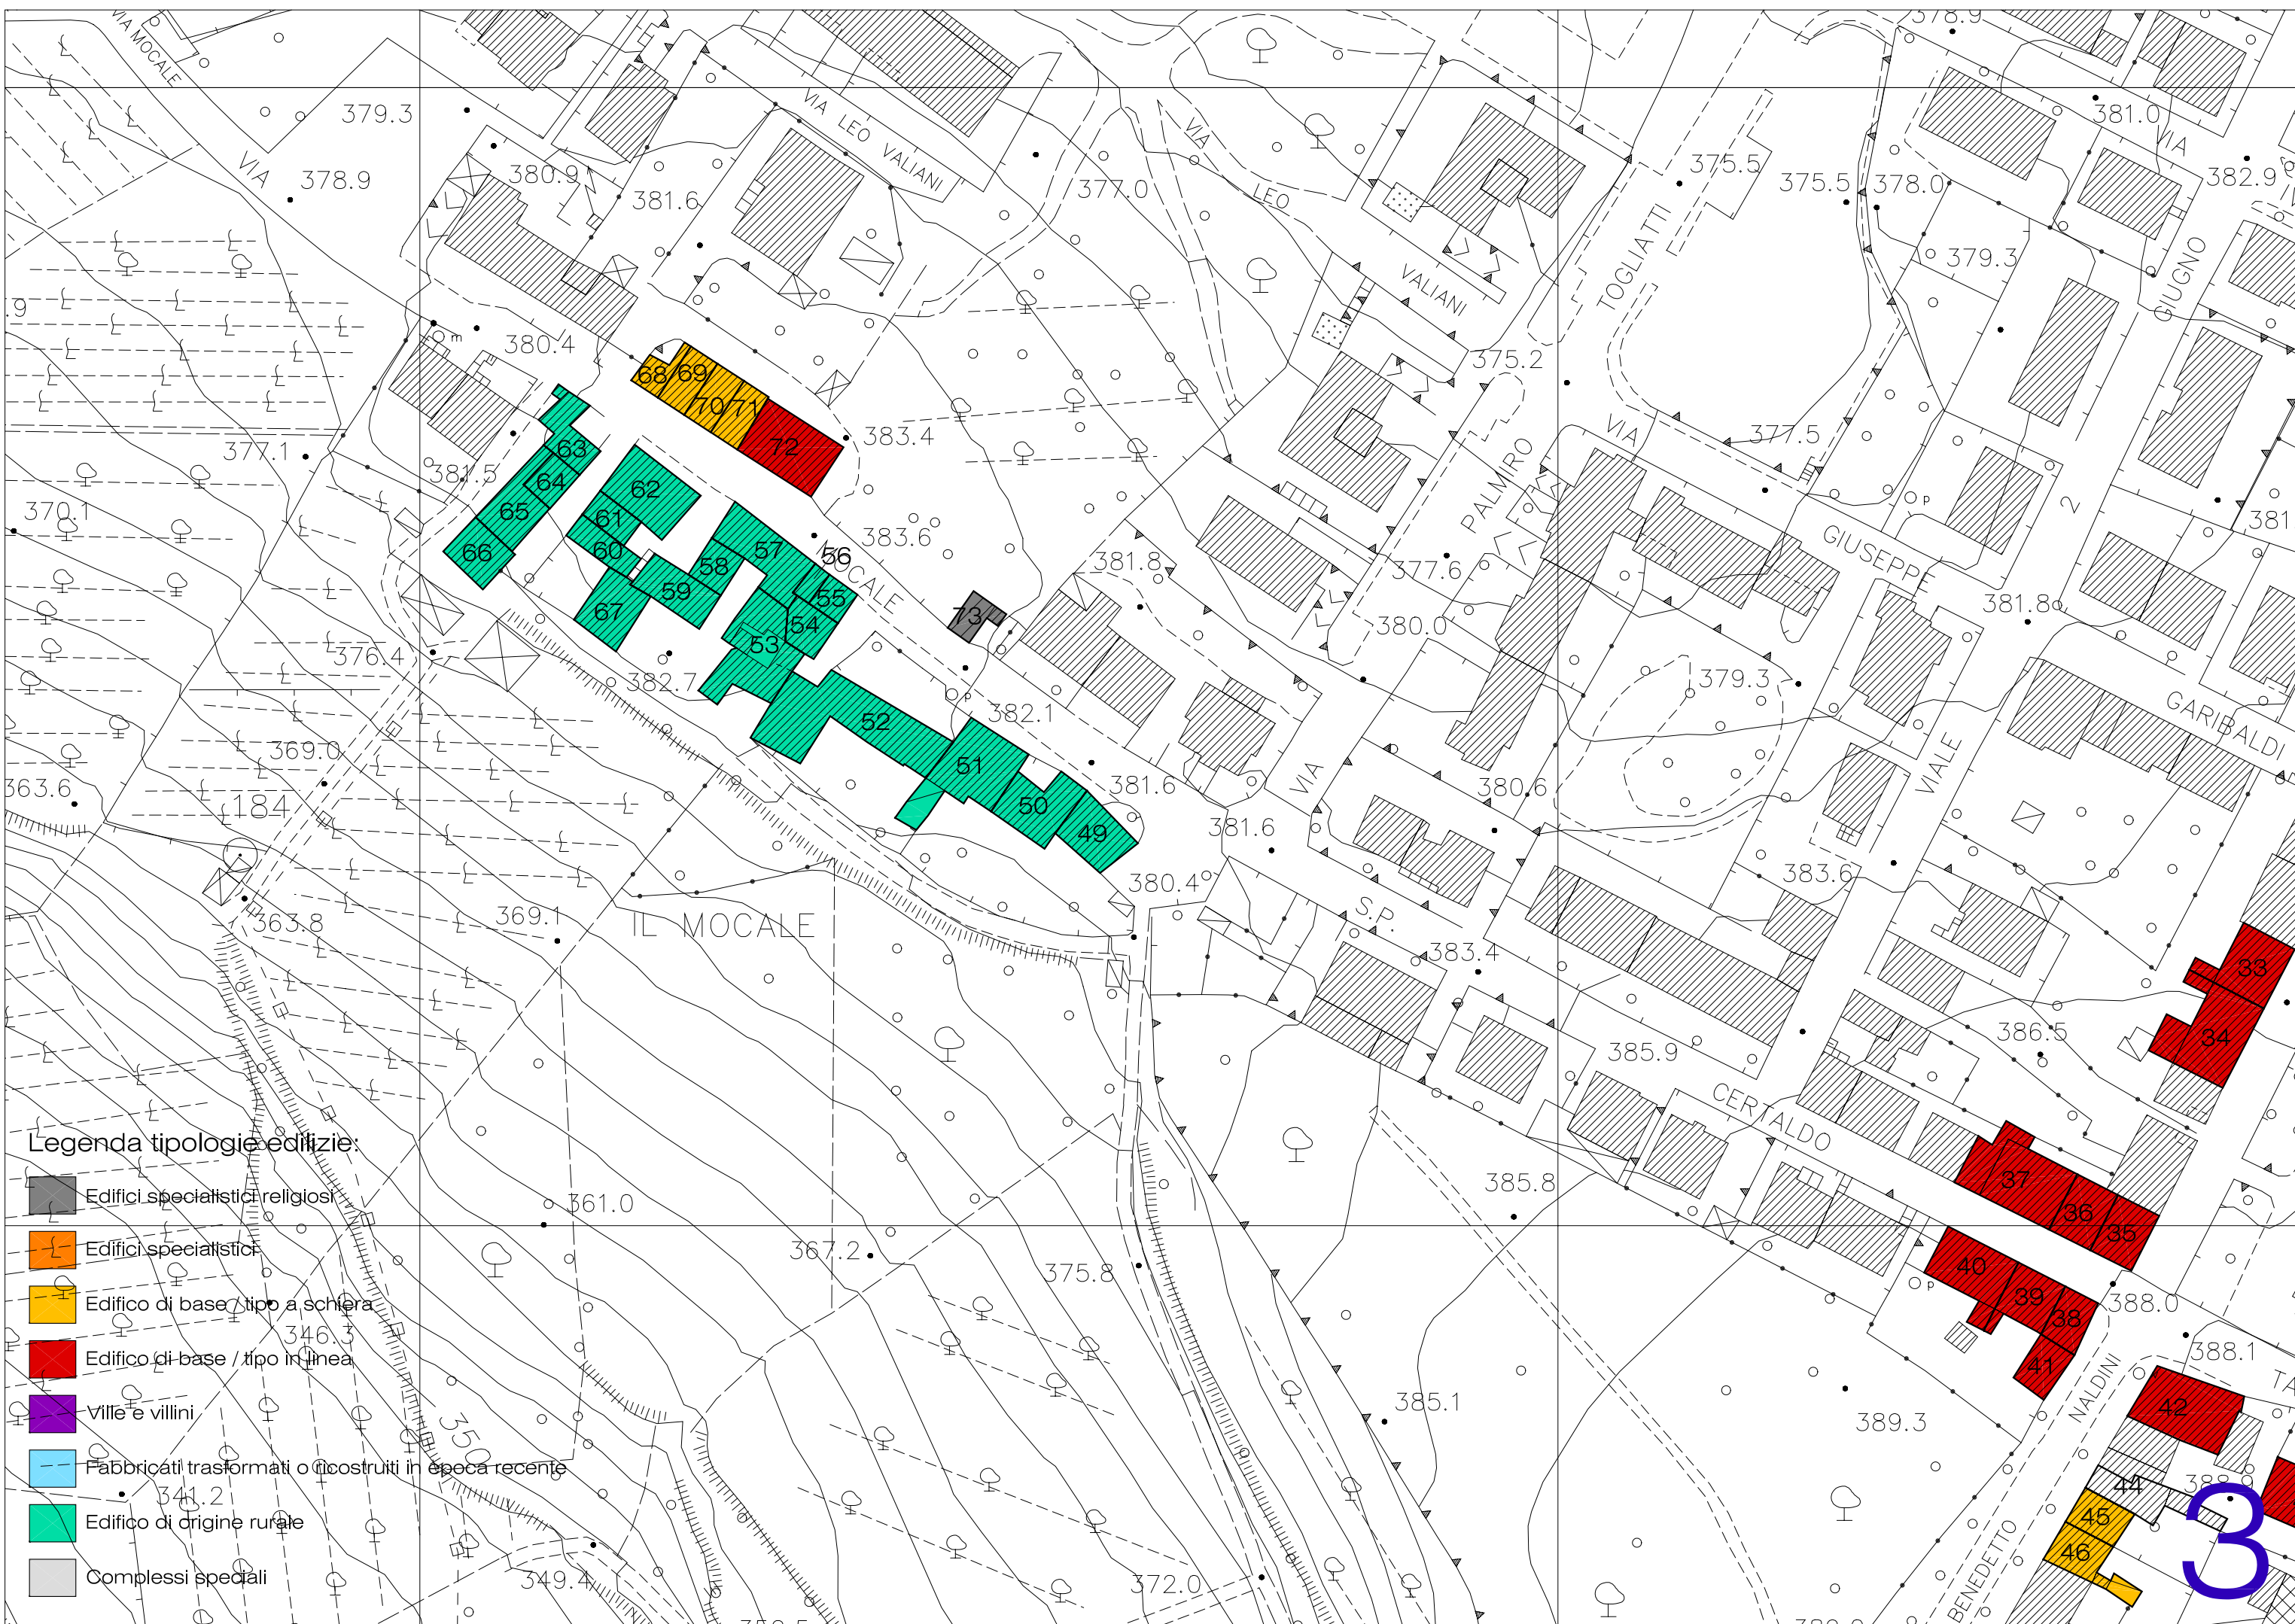 378.9
VIA MOCALE
379.3
VIA LEO VALIANI
VIA
381.0
VIA
VIA
378.9
380.9
381.6
377.0
LEO
375.5
375.5
378.0
382.9
TOGLIATTI
379.3
GIUGNO
VALIANI
.9
m
380.4
375.2
68
69
70
71
72
383.4
63
64
65
66
62
61
60
67
59
58
57
56
55
54
53
377.1
381.5
370.1
383.6
MOCALE
381.8
PALMIRO
VIA
377.5
GIUSEPPE
p
2
381
377.6
73
380.0
381.8
376.4
382.7
p
382.1
379.3
GARIBALDI
52
51
50
49
369.0
363.6
184
381.6
381.6
VIA
380.6
VIALE
380.4
383.6
363.8
369.1
IL MOCALE
S.P.
383.4
33
34
386.5
385.9
CERTALDO
Legenda tipologie edilizie:
Edifici specialistici religiosi
Edifici specialistici
Edifico di base / tipo a schiera
Edifico di base / tipo in linea
Ville e villini
Fabbricati trasformati o ricostruiti in epoca recente
Edifico di origine rurale
Complessi speciali
361.0
367.2
375.8
385.8
37
36
35
40
39
38
41
p
388.0
346.3
388.1
NALDINI
TA
42
385.1
389.3
350
341.2
44
388.9
45
46
3
349.4
372.0
BENEDETTO